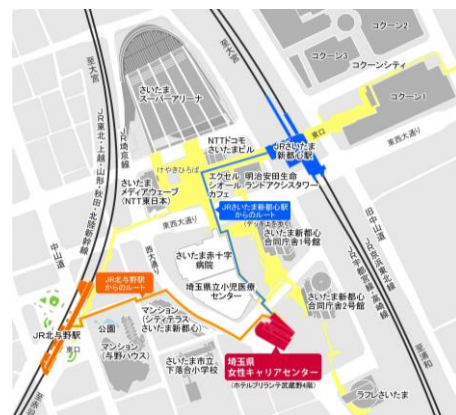 コクーン2
コクーン3
コクーンシティ
コクーン1
至大宮
至大宮
さいたま
スーパーアリーナ
JR埼京線
JR東北・上越・山形・秋田・北陸新幹線
NTTドコモ
さいたまビル
JRさいたま
新都心駅
東口
東西大通り
けやきひろば
エクセル
シオール
カフェ
明治安田生命
ランドアクシスタワー
さいたま
メディアウェーブ
(NTT東日本)
JRさいたま新都心駅
からのルート
(デッキを歩く)
東西大通り
中山道
西大通り
さいたま赤十字
病院
さいたま新都心
合同庁舎1号館
旧中山道
JR京浜東北線
JR宇都宮線・高崎線
埼玉県立小児医療
センター
JR北与野駅
からのルート
さいたま新都心
合同庁舎2号館
マンション
(シティテラス
さいたま新都心)
公園
JR北与野駅
東口
マンション
(与野ハウス)
さいたま市立
下落合小学校
埼玉県
女性キャリアセンター
(ホテルブリランテ武蔵野4階)
至浦和
ラフレさいたま